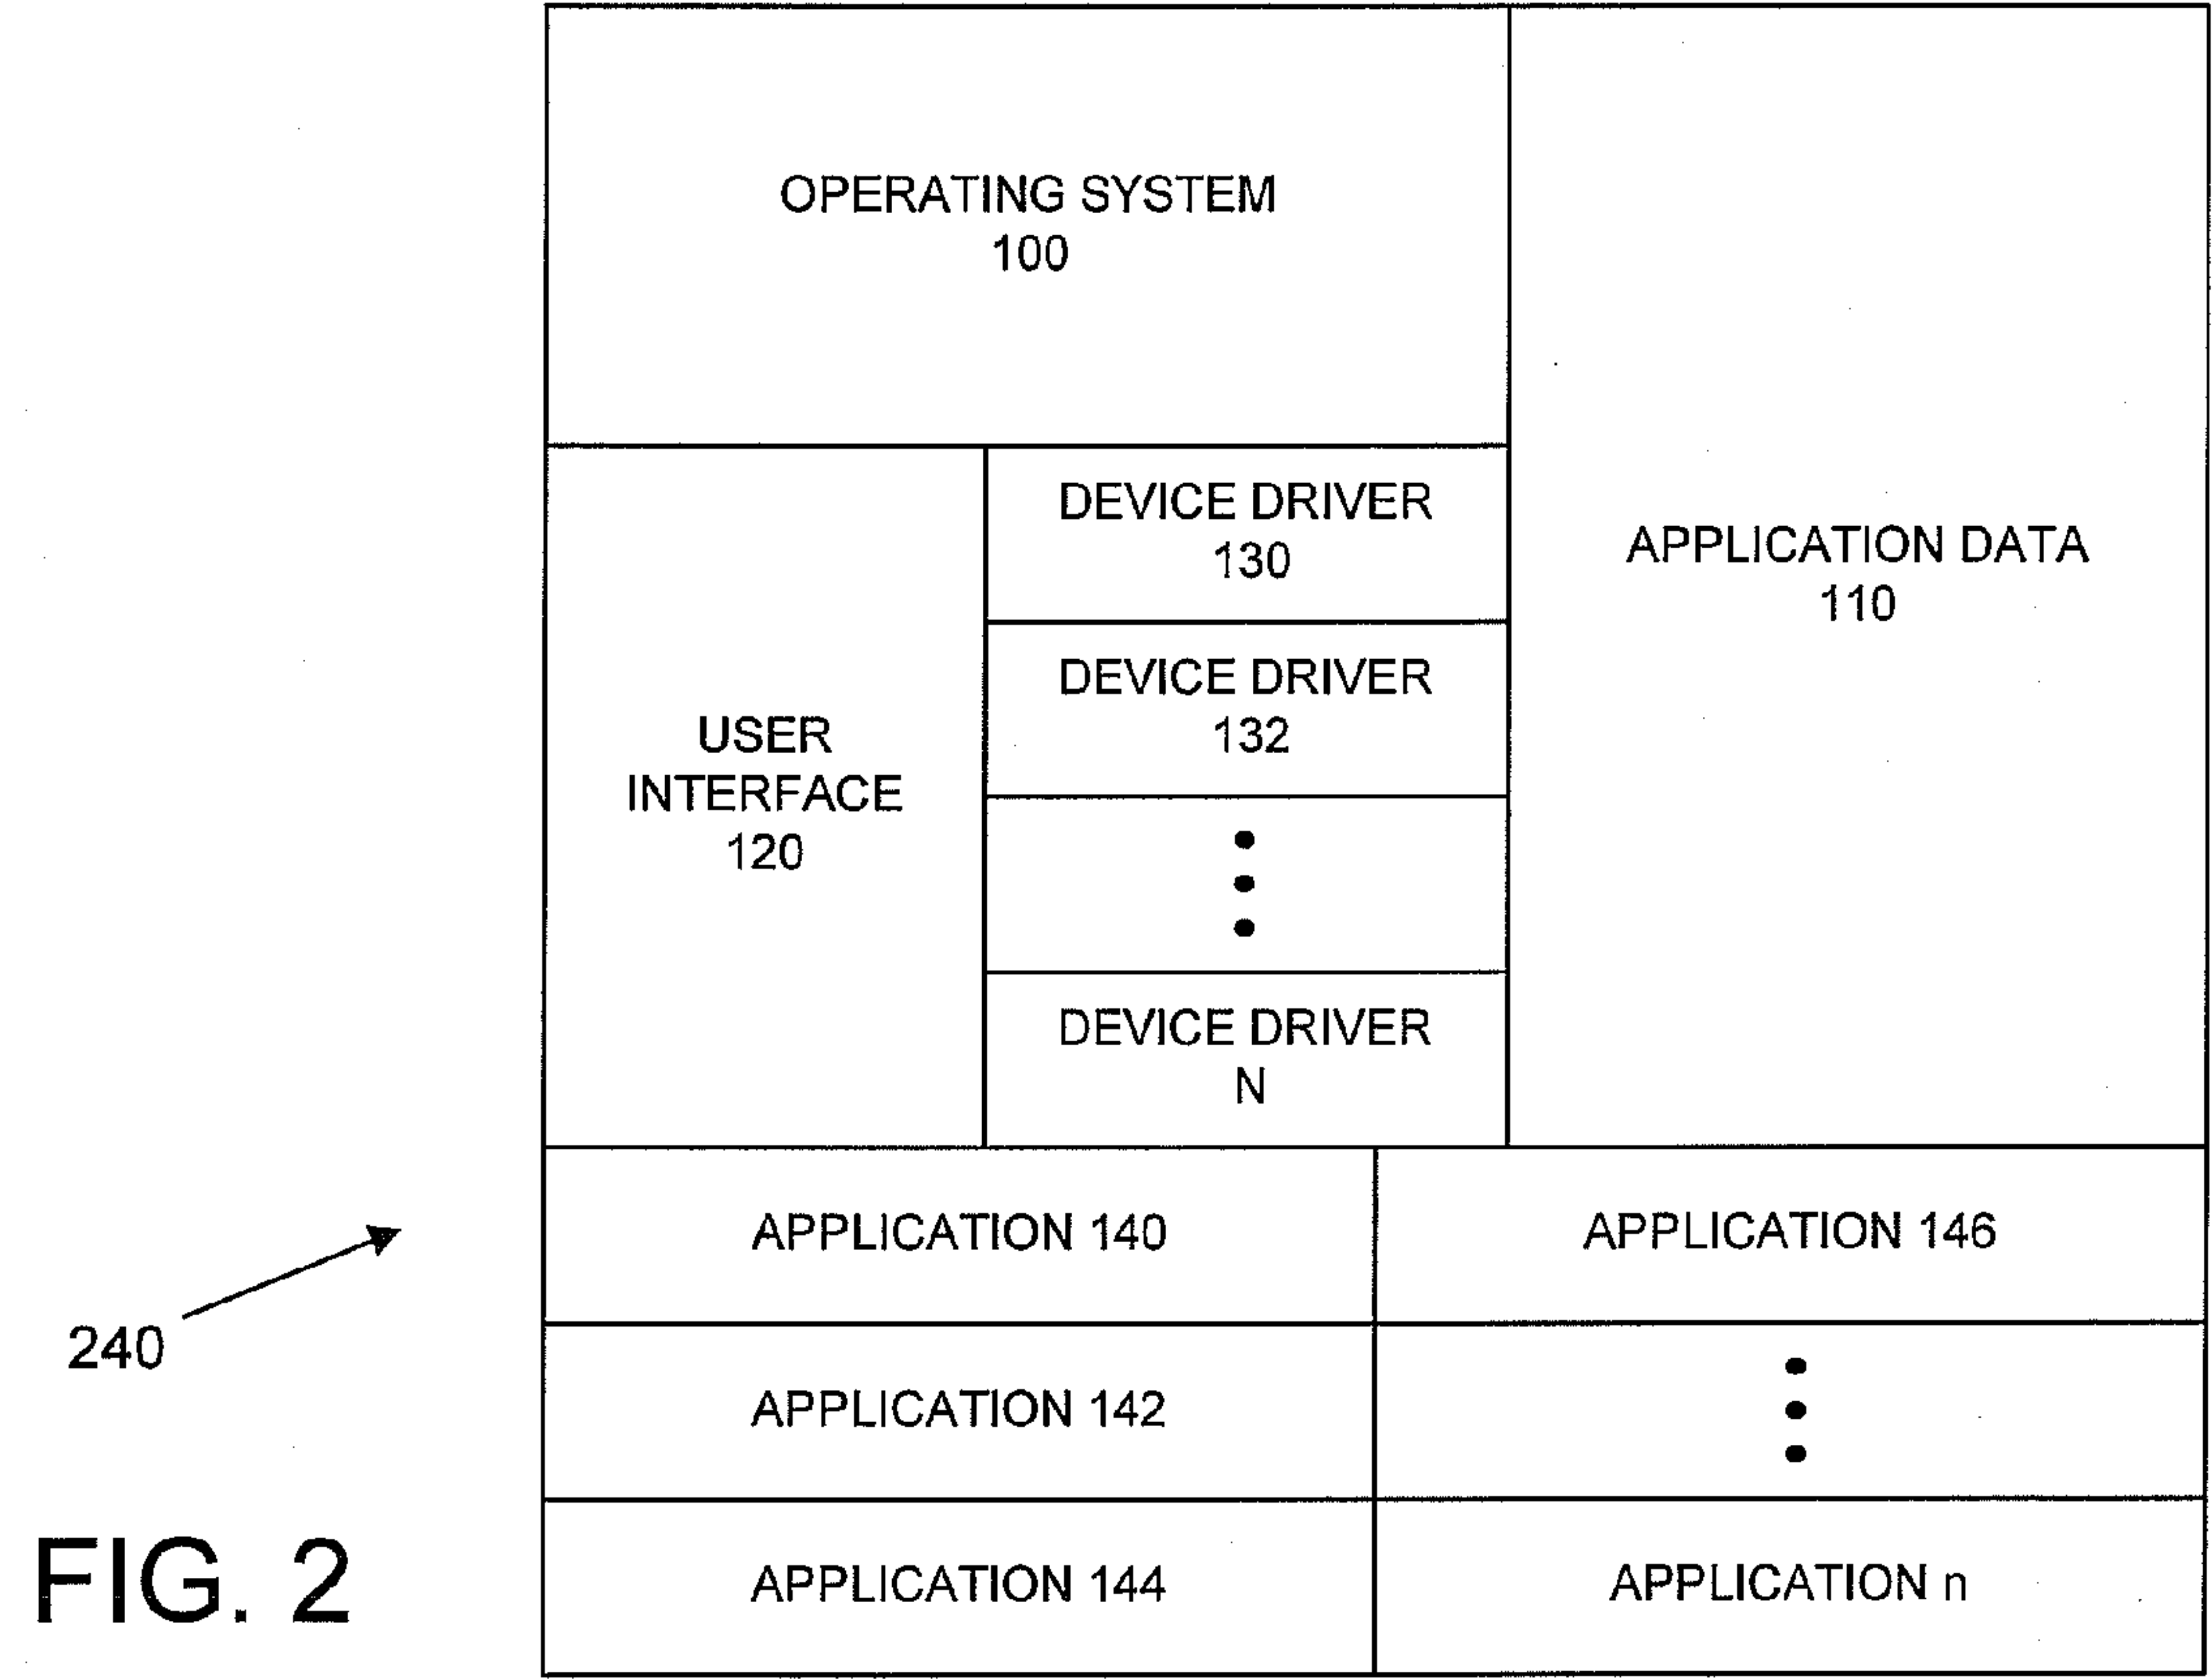 OPERATING SYSTEM
100
APPLICATION DATA
110
USER
INTERFACE
120
DEVICE DRIVER
130
DEVICE DRIVER
132
DEVICE DRIVER
N
APPLICATION 140
APPLICATION 146
APPLICATION 142
APPLICATION 144
APPLICATION n
240
FIG. 2